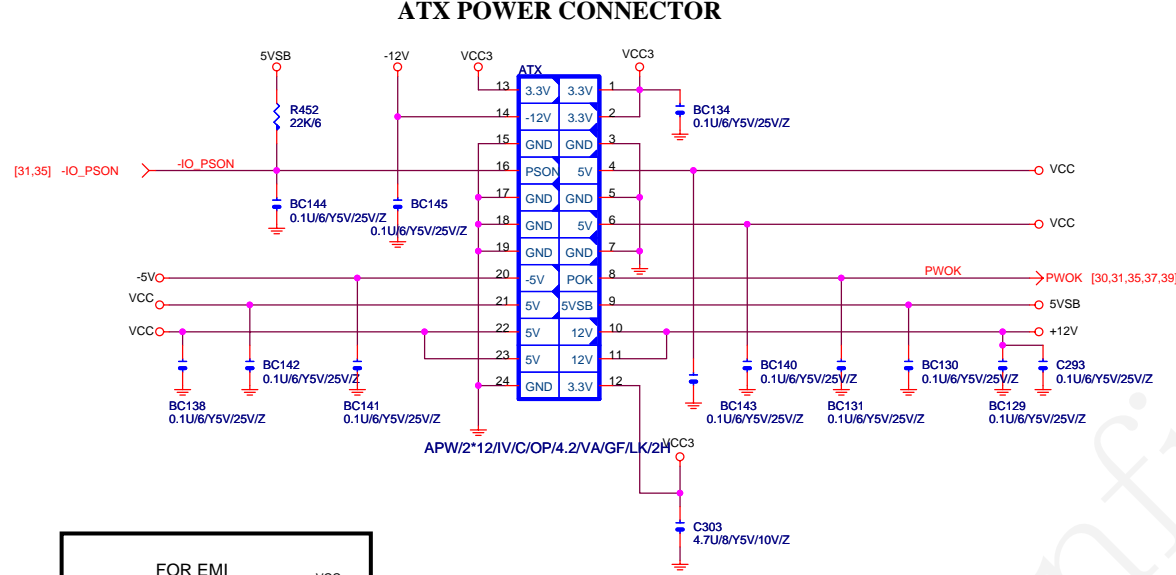 ATX POWER CONNECTOR
5VSB
-12V
VCC3
VCC3
ATX
R452
22K/6
13 3.3V 3.3V 1
14 -12V 3.3V 2
15 GND GND 3
16 PSON 5V 4
17 GND GND 5
18 GND 5V 6
19 GND GND 7
20 -5V POK 8
21 5V 5VSB 9
22 5V 12V 10
23 5V 12V 11
24 GND 3.3V 12
BC134
0.1U/6/Y5V/25V/Z
[31,35] -IO_PSON
-IO_PSON
VCC
BC144
0.1U/6/Y5V/25V/Z
BC145
0.1U/6/Y5V/25V/Z
VCC
-5V
PWOK
PWOK [30,31,35,37,39]
VCC
5VSB
VCC
+12V
BC142
0.1U/6/Y5V/25V/Z
BC140
0.1U/6/Y5V/25V/Z
BC130
0.1U/6/Y5V/25V/Z
C293
0.1U/6/Y5V/25V/Z
BC138
0.1U/6/Y5V/25V/Z
BC141
0.1U/6/Y5V/25V/Z
BC143
0.1U/6/Y5V/25V/Z
BC131
0.1U/6/Y5V/25V/Z
BC129
0.1U/6/Y5V/25V/Z
APW/2*12/IV/C/OP/4.2/VA/GF/LK/2H
VCC3
C303
4.7U/8/Y5V/10V/Z
FOR EMI